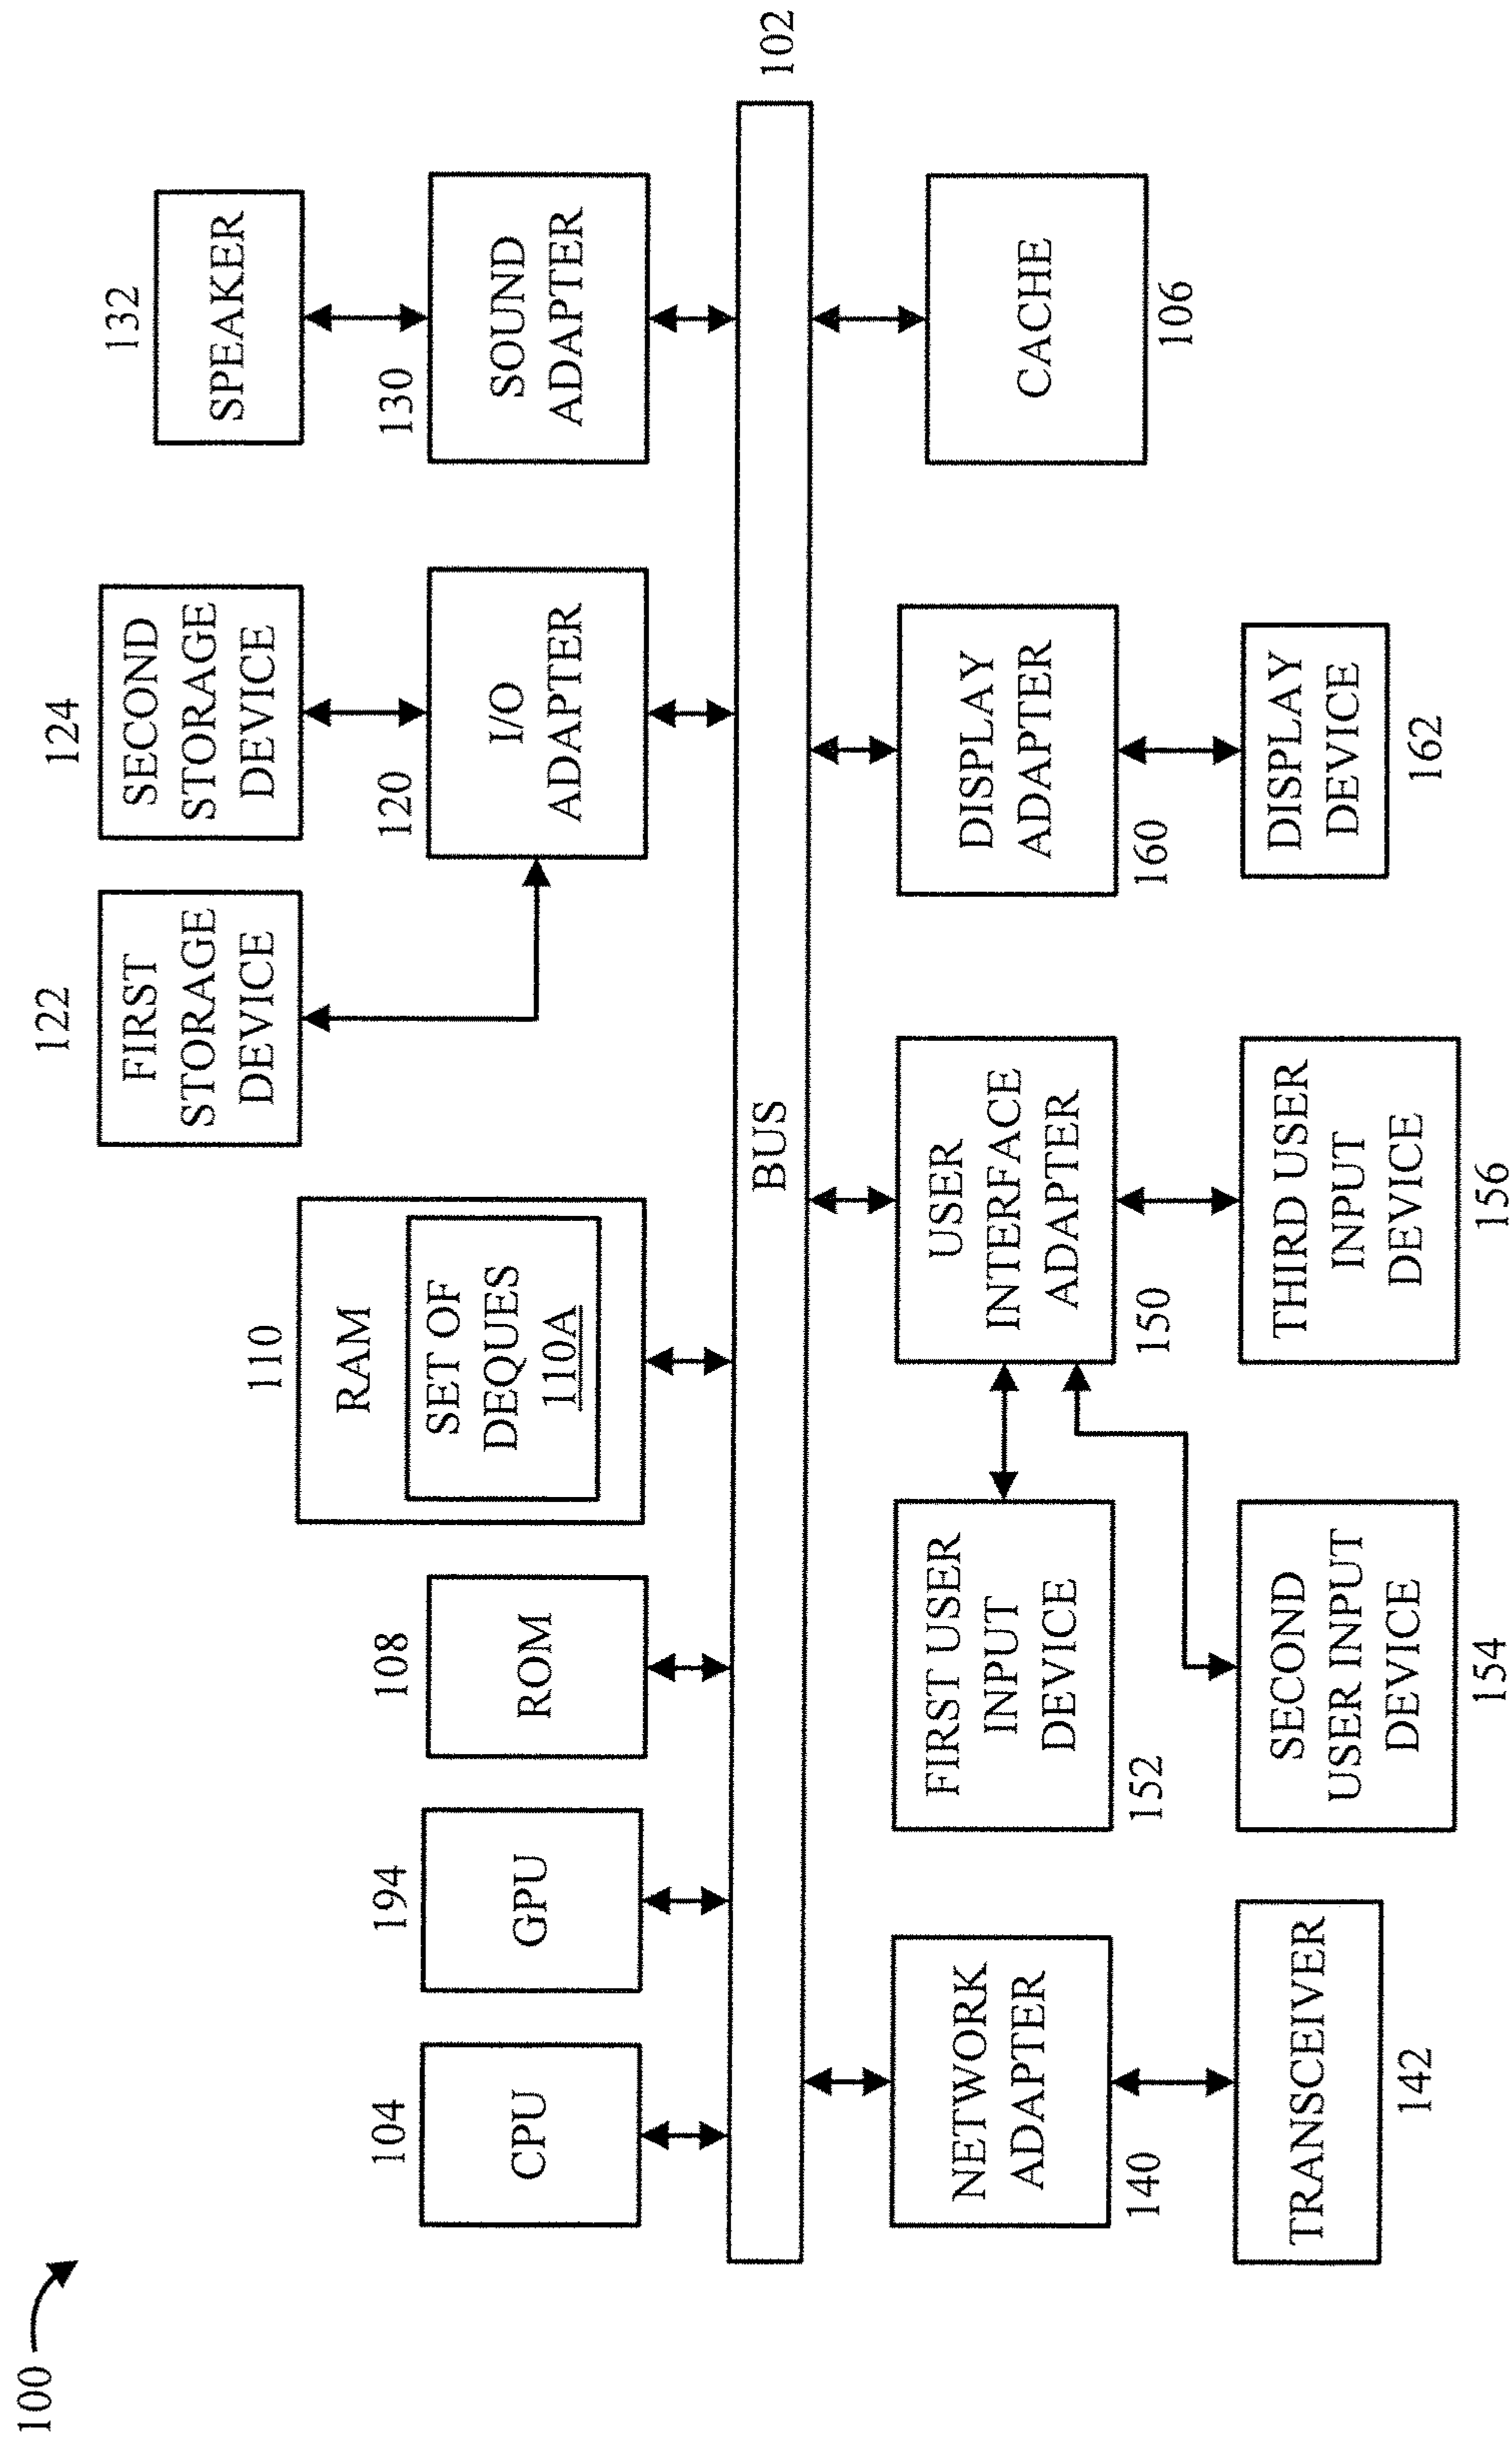 100
104
CPU
194
GPU
108
ROM
110
RAM
SET OF
DEQUES
110A
122
FIRST
STORAGE
DEVICE
124
SECOND
STORAGE
DEVICE
120
I/O
ADAPTER
132
SPEAKER
130
SOUND
ADAPTER
BUS
102
NETWORK
ADAPTER
140
TRANSCEIVER
142
FIRST USER
INPUT
DEVICE
152
SECOND
USER INPUT
DEVICE
154
USER
INTERFACE
ADAPTER
150
THIRD USER
INPUT
DEVICE
156
DISPLAY
ADAPTER
160
DISPLAY
DEVICE
162
CACHE
106